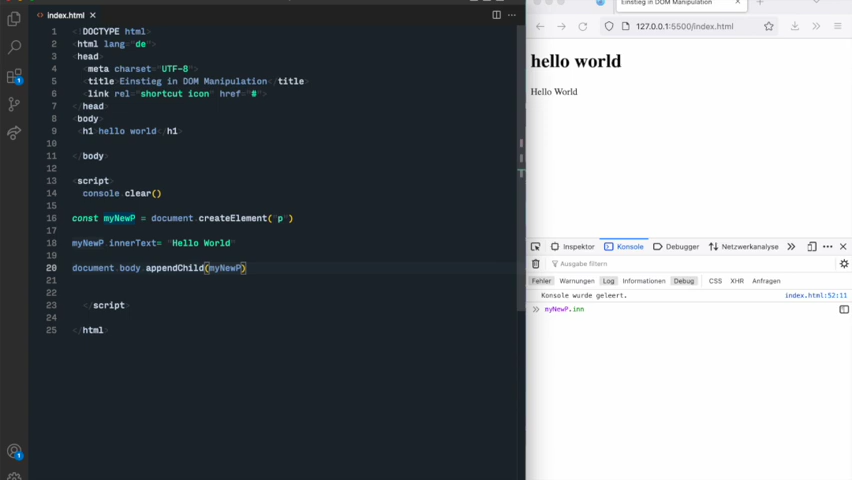 index.html
1 <!DOCTYPE html>
2 <html lang="de">
3 <head>
4 <meta charset="UTF-8">
5 <title>Einstieg in DOM Manipulation</title>
6 <link rel="shortcut icon" href="#">
7 </head>
8 <body>
9 <h1>hello world</h1>
10
11 </body>
12
13 <script>
14 console.clear()
15
16 const myNewP = document.createElement("p")
17
18 myNewP.innerText= "Hello World"
19
20 document.body.appendChild(myNewP)
21
22
23 </script>
24
25 </html>
1
1
Einstieg in DOM Manipulation
127.0.0.1:5500/index.html
hello world
Hello World
Inspektor Konsole Debugger Netzwerkanalyse
Ausgabe filtern
Fehler Warnungen Log Informationen Debug CSS XHR Anfragen
Konsole wurde geleert. index.html:52:11
myNewP.inn